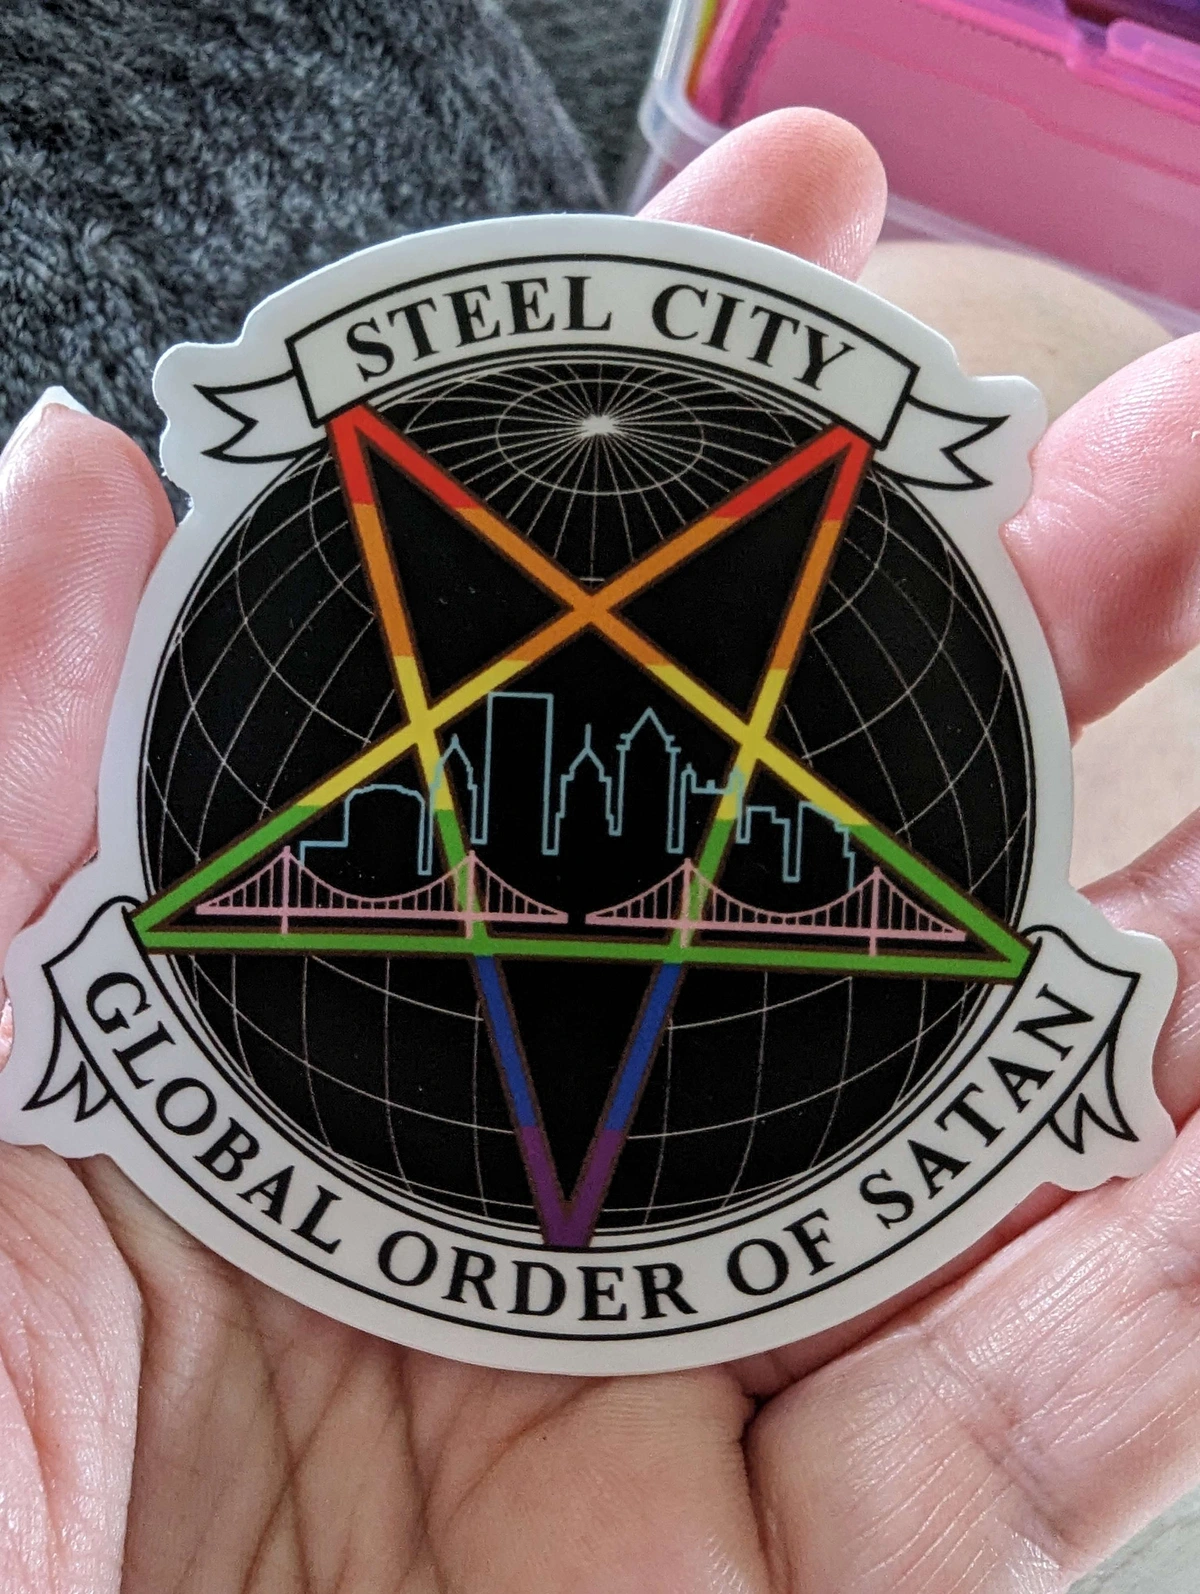 STEEL CITY
GLOBAL ORDER OF SATAN